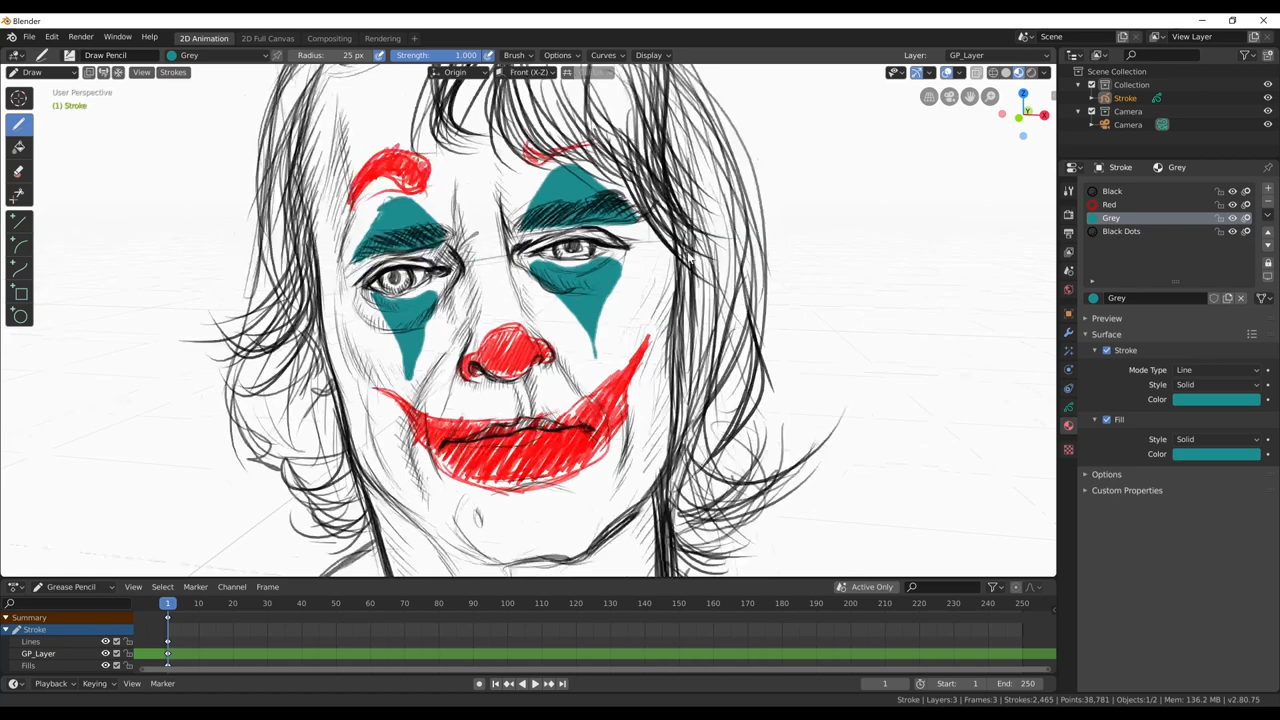 Blender
File Edit Render Window Help 2D Animation 2D Full Canvas Compositing Rendering + Scene View Layer
Draw Pencil Grey Radius: 25 px Strength: 1.000 Brush Options Curves Display Layer: GP_Layer
Draw View Strokes Origin Front (X-Z)
User Perspective
(1) Stroke
Z
Y
X
Scene Collection
Collection
Stroke
Camera
Camera
Stroke Grey
Black
Red
Grey
Black Dots
Grey
Preview
Surface
Stroke
Mode Type Line
Style Solid
Color
Fill
Style Solid
Color
Options
Custom Properties
Grease Pencil View Select Marker Channel Frame Active Only
1 10 20 30 40 50 60 70 80 90 100 110 120 130 140 150 160 170 180 190 200 210 220 230 240 250
Summary
Stroke
Lines
GP_Layer
Fills
Playback Keying View Marker 1 Start: 1 End: 250
Stroke | Layers:3 | Frames:3 | Strokes:2,465 | Points:38,781 | Objects:1/2 | Mem: 136.2 MB | v2.80.75